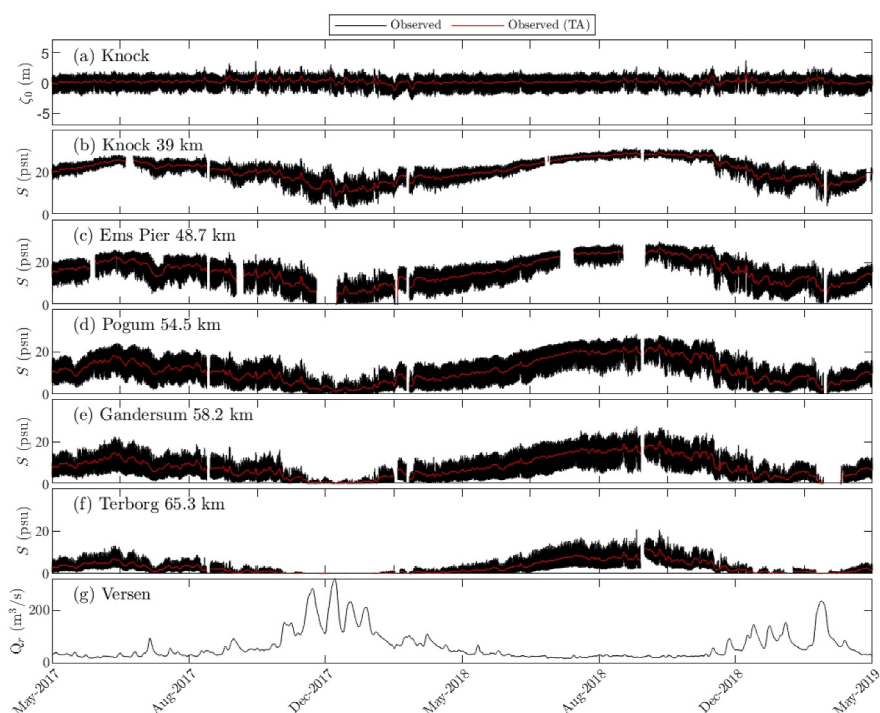 Observed Observed (TA)
(a) Knock
5
0
-5
ζ₀ (m)
(b) Knock 39 km
20
0
S (psu)
(c) Ems Pier 48.7 km
20
0
S (psu)
(d) Pogum 54.5 km
20
0
S (psu)
(e) Gandersum 58.2 km
20
0
S (psu)
(f) Terborg 65.3 km
20
0
S (psu)
(g) Versen
200
0
Qᵣ (m³/s)
May-2017 Aug-2017 Dec-2017 May-2018 Aug-2018 Dec-2018 May-2019